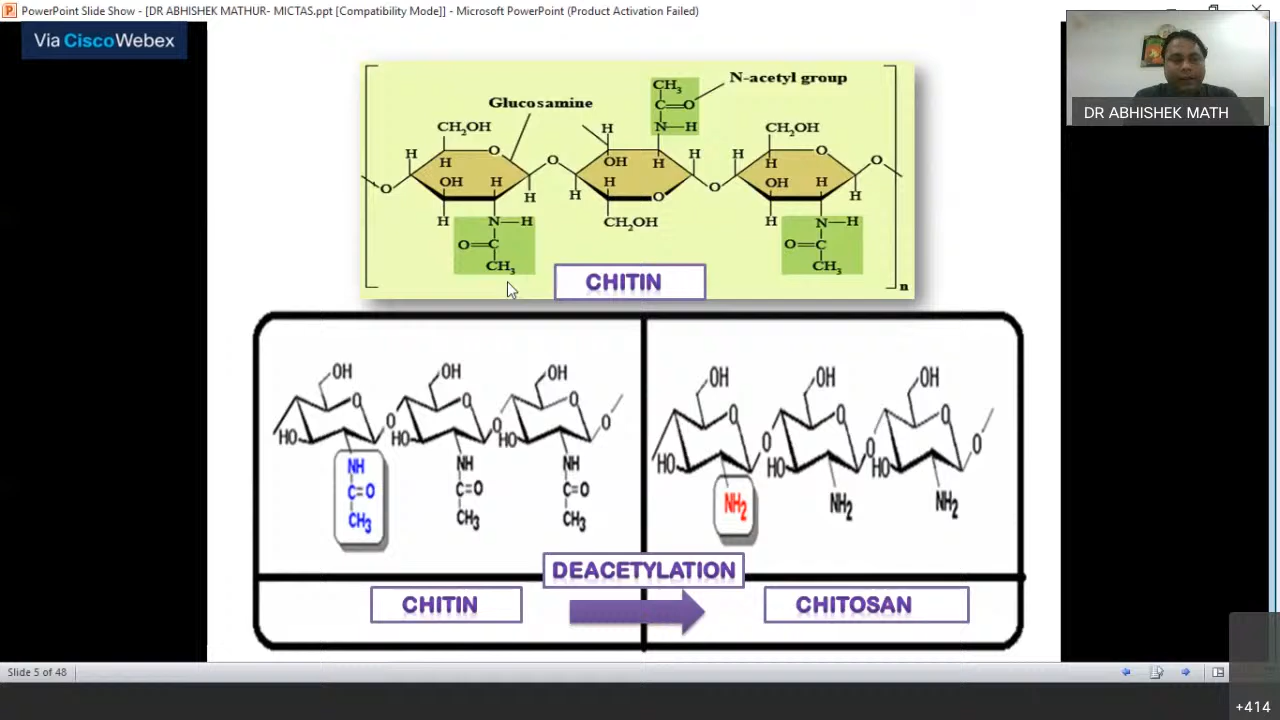 PowerPoint Slide Show - [DR ABHISHEK MATHUR- MICTAS.ppt [Compatibility Mode]] - Microsoft PowerPoint (Product Activation Failed)
Via CiscoWebex
DR ABHISHEK MATH
N-acetyl group
Glucosamine
CH₃
C=O
N—H
CH₂OH
H
CH₂OH
O
O
H
H
O
H
OH
H
H
H
H
OH
H
H
H
OH
H
H
O
H
H
O
O
O
H
N—H
CH₂OH
H
N—H
O=C
O=C
CH₃
CH₃
CHITIN
n
OH
OH
OH
OH
OH
OH
O
O
O
O
O
O
O
O
O
O
O
O
HO
HO
HO
HO
HO
HO
NH
NH
NH
C=O
C=O
C=O
CH₃
CH₃
CH₃
NH₂
NH₂
NH₂
DEACETYLATION
CHITIN
CHITOSAN
Slide 5 of 48
+414